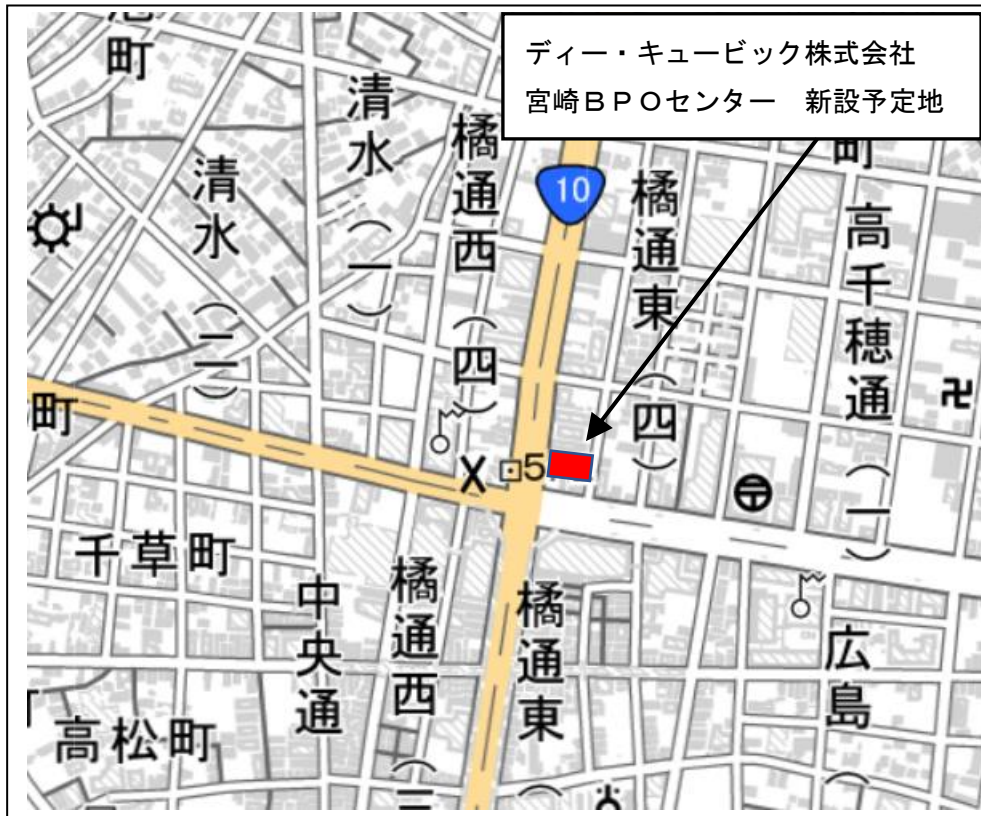 ディー・キュービック株式会社
宮崎ＢＰＯセンター　新設予定地
町
清水（一）
清水（二）
橘通西（四）
10
橘通東（四）
町
高千穂通（一）
町
5
千草町
中央通
橘通西（三
橘通東（
広島（
高松町